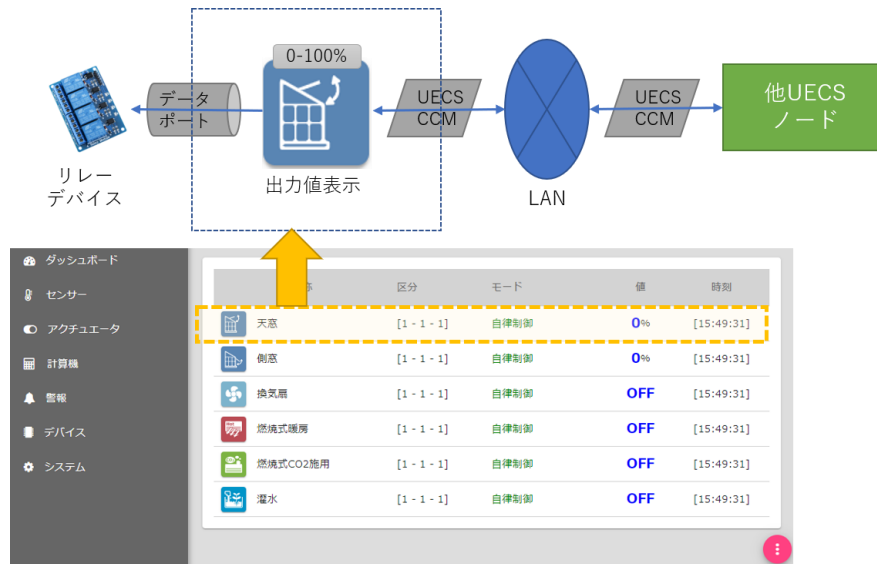 0-100%
データ
ポート
UECS
CCM
UECS
CCM
他UECS
ノード
リレー
デバイス
出力値表示
LAN
ダッシュボード
センサー
アクチュエータ
計算機
警報
デバイス
システム
区分 モード 値 時刻
天窓 [1 - 1 - 1] 自律制御 0% [15:49:31]
側窓 [1 - 1 - 1] 自律制御 0% [15:49:31]
換気扇 [1 - 1 - 1] 自律制御 OFF [15:49:31]
燃焼式暖房 [1 - 1 - 1] 自律制御 OFF [15:49:31]
燃焼式CO2施用 [1 - 1 - 1] 自律制御 OFF [15:49:31]
灌水 [1 - 1 - 1] 自律制御 OFF [15:49:31]